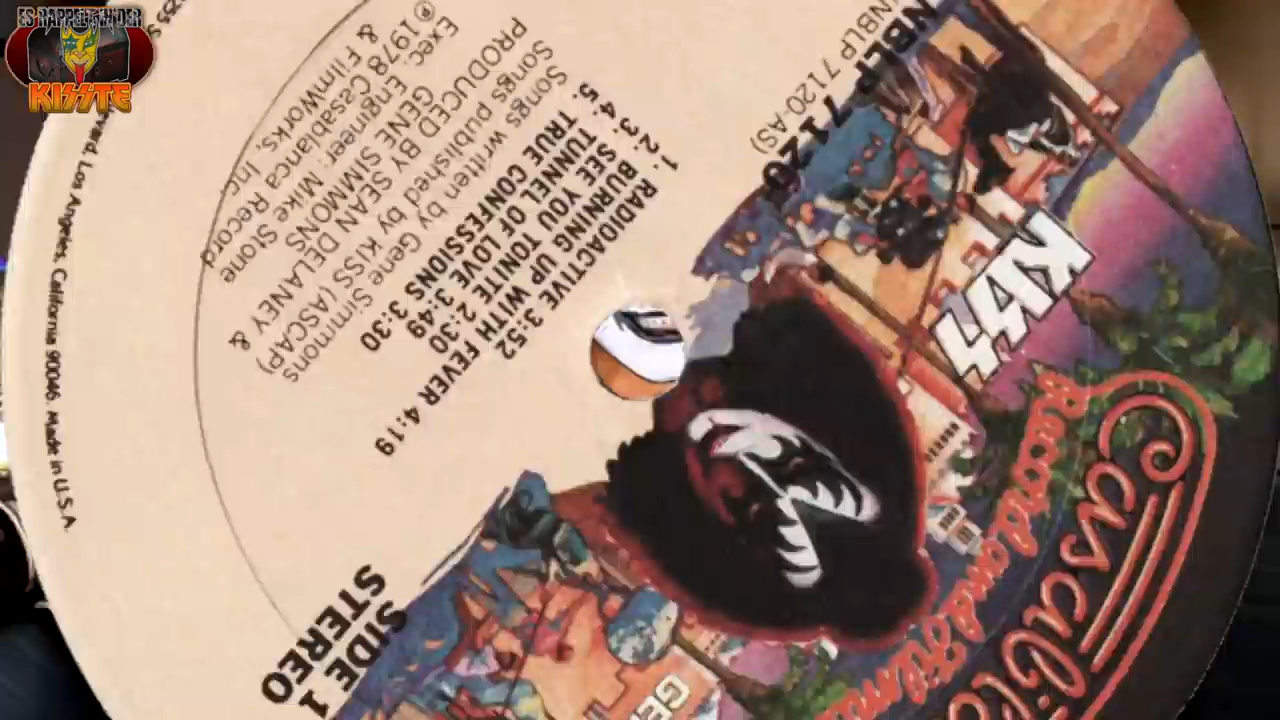 ES RAPPELT IN DER
KISSTE
NBLP 7120
(NBLP 7120-AS)
KISS
Casabla
Record and Film
GE
SIDE 1
STEREO
1. RADIOACTIVE 3:52
2. BURNING UP WITH FEVER 4:19
3. SEE YOU TONITE 2:30
4. TUNNEL OF LOVE 3:49
5. TRUE CONFESSIONS 3:30
Songs written by Gene Simmons
Songs published by KISS (ASCAP)
PRODUCED BY SEAN DELANEY &
GENE SIMMONS
Exec. Engineer: Mike Stone
℗1978 Casablanca Record
& FilmWorks, Inc.
Los Angeles, California 90046. Made in U.S.A.